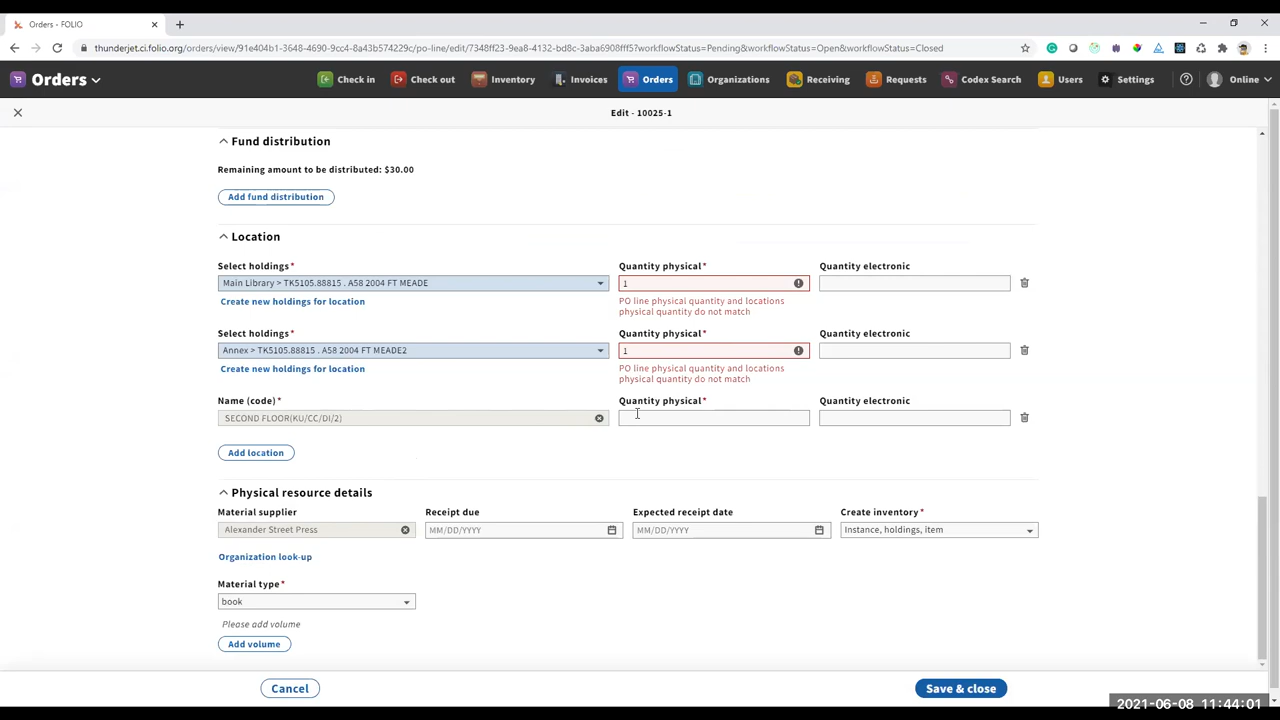 Orders - FOLIO
thunderjet.ci.folio.org/orders/view/91e404b1-3648-4690-9cc4-8a43b574229c/po-line/edit/7348ff23-9ea8-4132-bd8c-3aba6908fff5?workflowStatus=Pending&workflowStatus=Open&workflowStatus=Closed
Orders Check in Check out Inventory Invoices Orders Organizations Receiving Requests Codex Search Users Settings Online
Edit - 10025-1
Fund distribution
Remaining amount to be distributed: $30.00
Add fund distribution
Location
Select holdings* Quantity physical* Quantity electronic
Main Library > TK5105.88815 . A58 2004 FT MEADE 1
Create new holdings for location PO line physical quantity and locations
physical quantity do not match
Select holdings* Quantity physical* Quantity electronic
Annex > TK5105.88815 . A58 2004 FT MEADE2 1
Create new holdings for location PO line physical quantity and locations
physical quantity do not match
Name (code)* Quantity physical* Quantity electronic
SECOND FLOOR(KU/CC/DI/2)
Add location
Physical resource details
Material supplier Receipt due Expected receipt date Create inventory*
Alexander Street Press MM/DD/YYYY MM/DD/YYYY Instance, holdings, item
Organization look-up
Material type*
book
Please add volume
Add volume
Cancel Save & close
2021-06-08 11:44:01